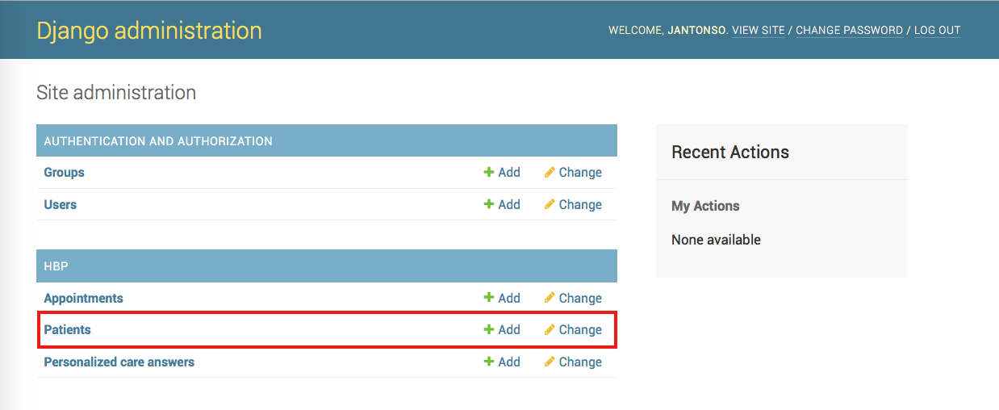 Django administration
WELCOME, JANTONSO. VIEW SITE / CHANGE PASSWORD / LOG OUT
Site administration
AUTHENTICATION AND AUTHORIZATION
Groups Add Change
Users Add Change
HBP
Appointments Add Change
Patients Add Change
Personalized care answers Add Change
Recent Actions
My Actions
None available